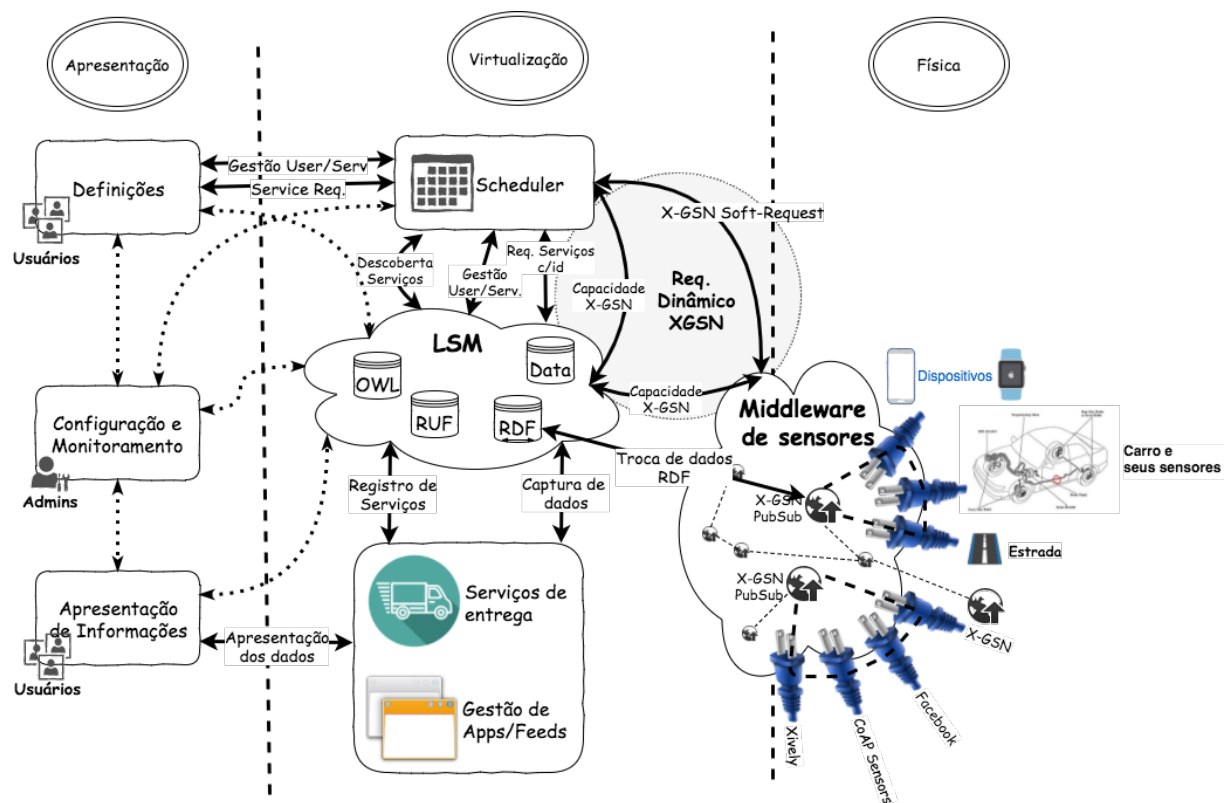 Apresentação
Virtualização
Física
Definições
Usuários
Gestão User/Serv
Service Req.
Scheduler
X-GSN Soft-Request
Descoberta
Serviços
Gestão
User/Serv.
Req. Serviços
c/id
Capacidade
X-GSN
Req.
Dinâmico
XGSN
LSM
OWL
RUF
RDF
Data
Capacidade
X-GSN
Configuração e
Monitoramento
Admins
Middleware
de sensores
Dispositivos
Carro e
seus sensores
Estrada
Troca de dados
RDF
X-GSN
PubSub
X-GSN
PubSub
X-GSN
Registro de
Serviços
Captura de
dados
Serviços de
entrega
Gestão de
Apps/Feeds
Apresentação
de Informações
Usuários
Apresentação
dos dados
Xively
CoAP Sensors
Facebook